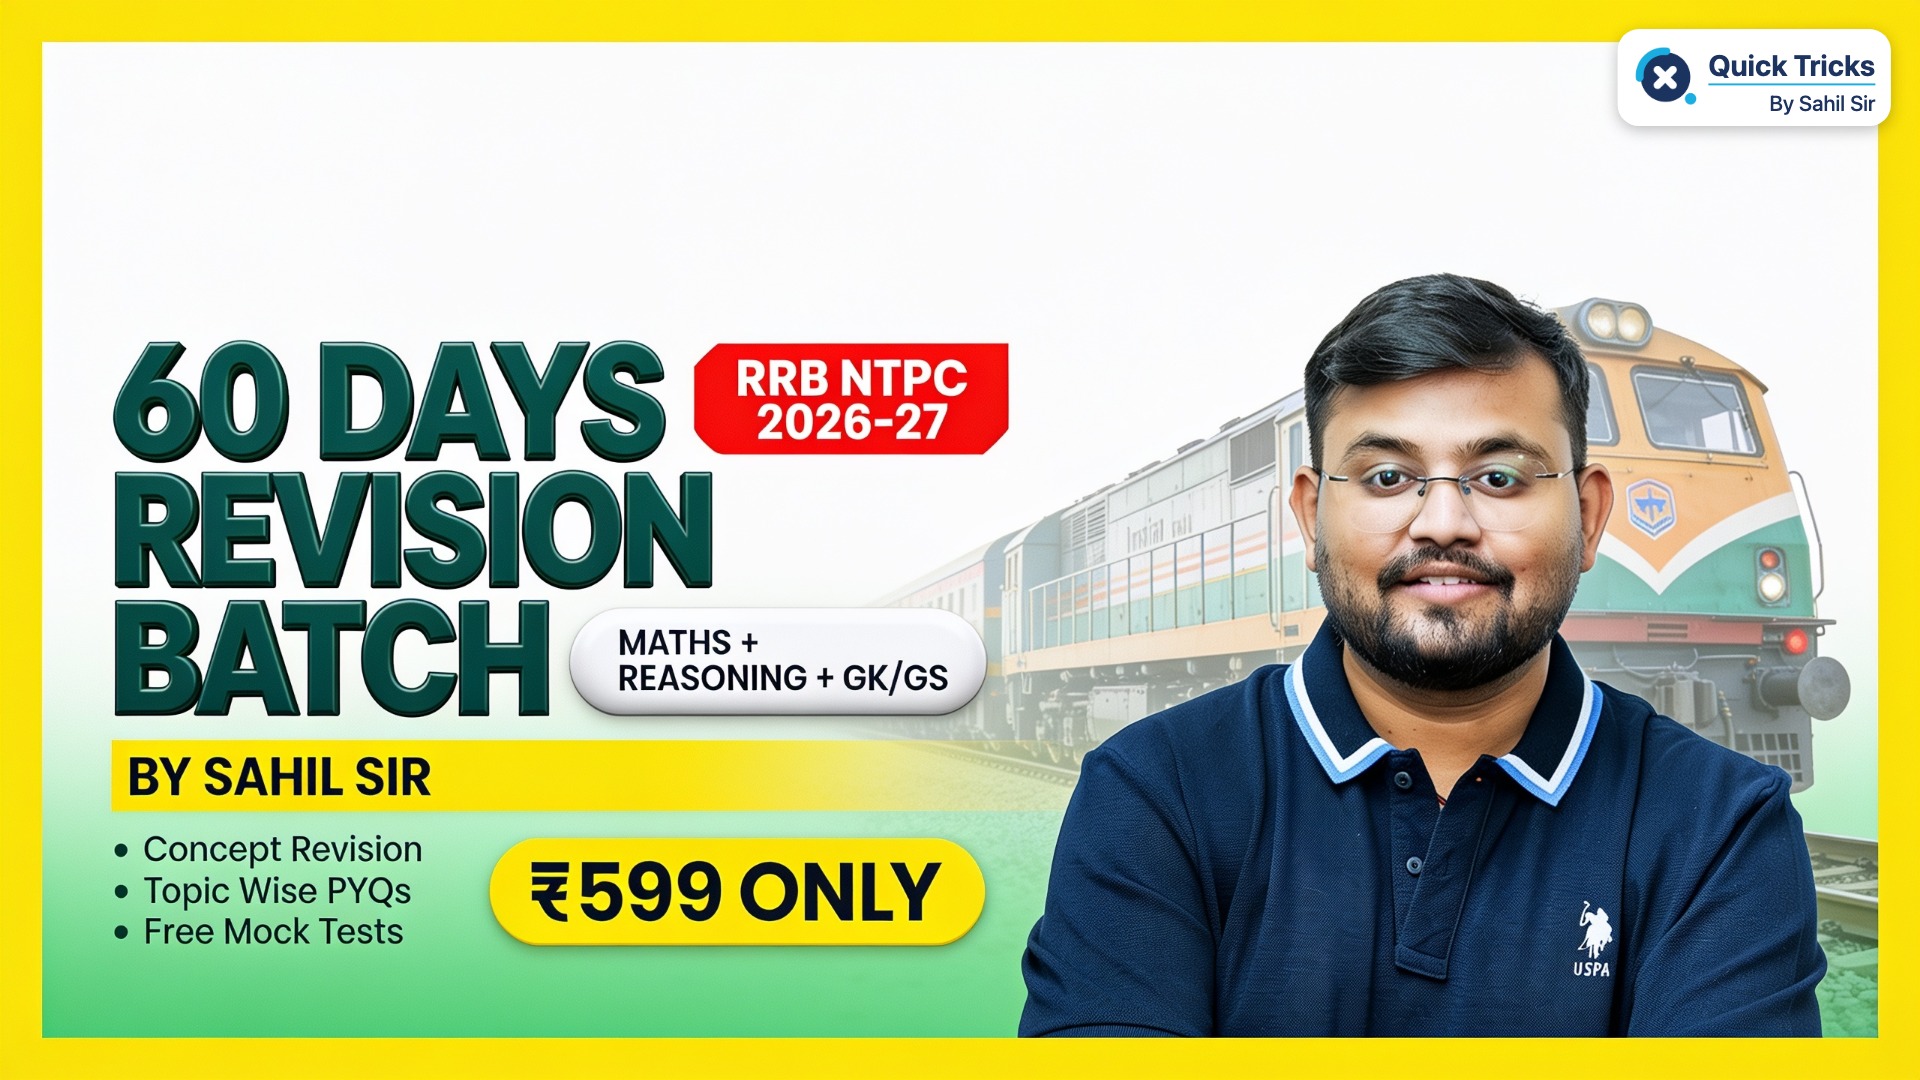 Quick Tricks
By Sahil Sir
60 DAYS
REVISION
BATCH
RRB NTPC
2026-27
MATHS +
REASONING + GK/GS
BY SAHIL SIR
• Concept Revision
• Topic Wise PYQs
• Free Mock Tests
₹599 ONLY
USPA